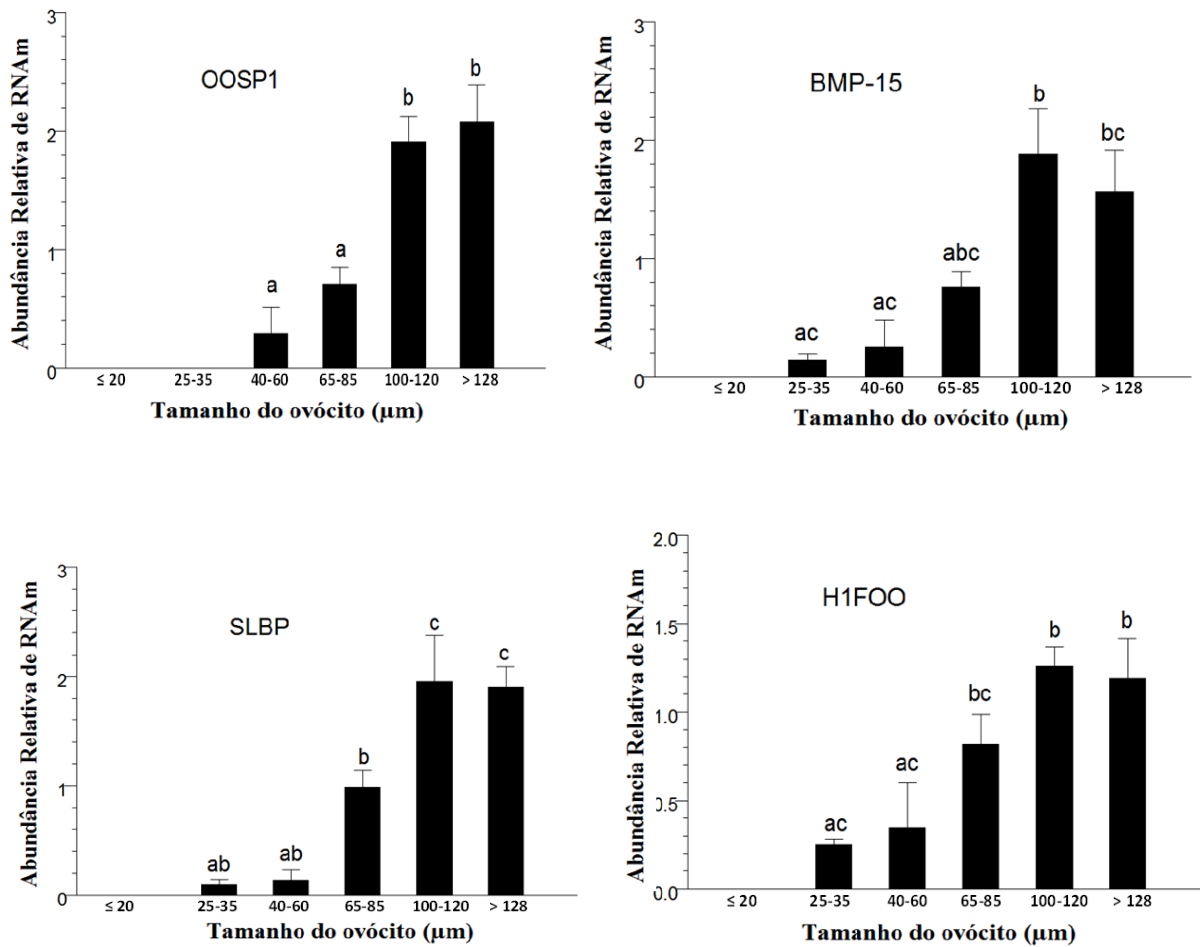 OOSP1
Abundância Relativa de RNAm
3
2
1
0
a
a
b
b
≤ 20 25-35 40-60 65-85 100-120 > 128
Tamanho do ovócito (µm)
BMP-15
Abundância Relativa de RNAm
3
2
1
0
ac
ac
abc
b
bc
≤ 20 25-35 40-60 65-85 100-120 > 128
Tamanho do ovócito (µm)
SLBP
Abundância Relativa de RNAm
3
2
1
0
ab
ab
b
c
c
≤ 20 25-35 40-60 65-85 100-120 > 128
Tamanho do ovócito (µm)
H1FOO
Abundância Relativa de RNAm
2.0
1.5
1.0
0.5
0.0
ac
ac
bc
b
b
≤ 20 25-35 40-60 65-85 100-120 > 128
Tamanho do ovócito (µm)